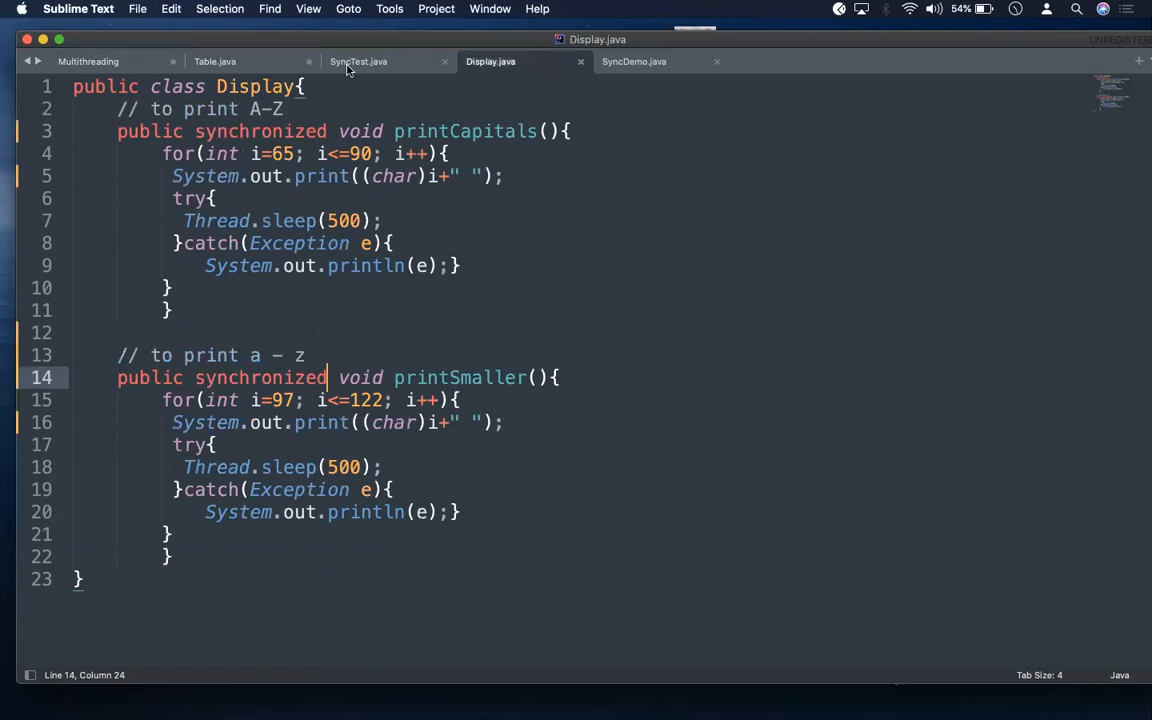 Sublime Text File Edit Selection Find View Goto Tools Project Window Help 54%
Display.java UNREGISTER
Multithreading Table.java SyncTest.java Display.java SyncDemo.java
1 public class Display{
2 // to print A-Z
3 public synchronized void printCapitals(){
4 for(int i=65; i<=90; i++){
5 System.out.print((char)i+" ");
6 try{
7 Thread.sleep(500);
8 }catch(Exception e){
9 System.out.println(e);}
10 }
11 }
12
13 // to print a - z
14 public synchronized void printSmaller(){
15 for(int i=97; i<=122; i++){
16 System.out.print((char)i+" ");
17 try{
18 Thread.sleep(500);
19 }catch(Exception e){
20 System.out.println(e);}
21 }
22 }
23 }
Line 14, Column 24 Tab Size: 4 Java